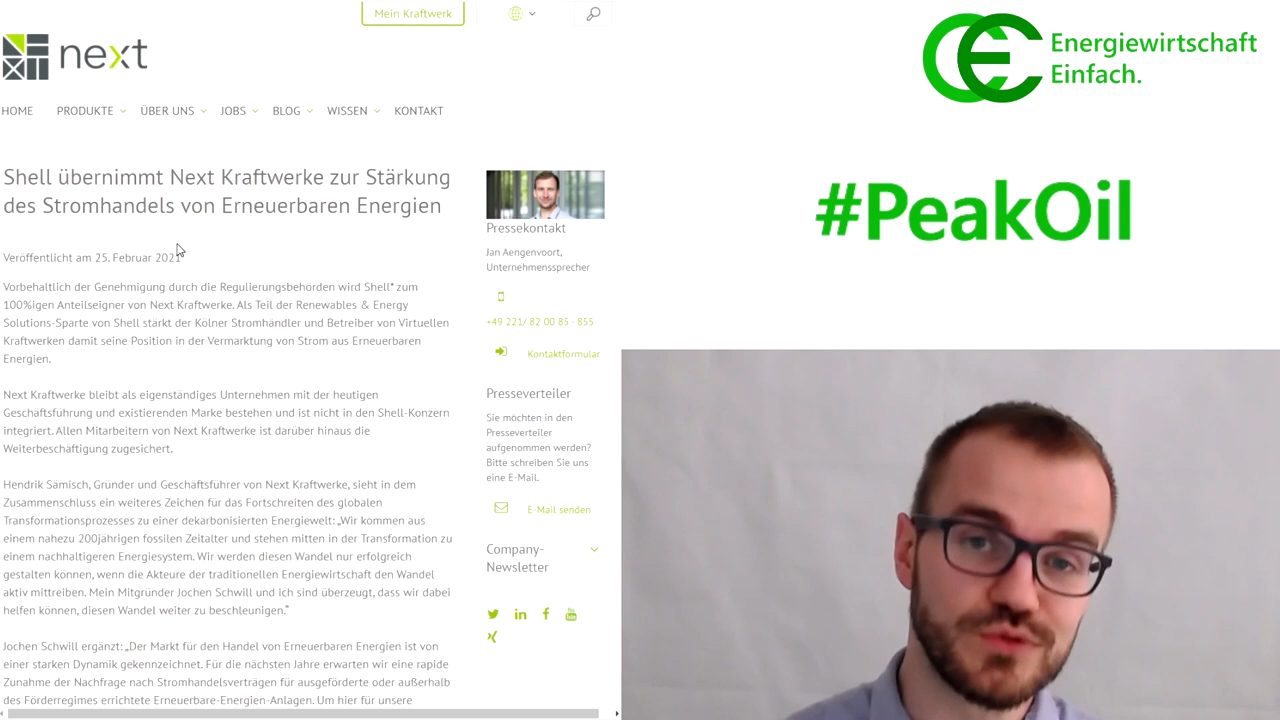 Mein Kraftwerk
next
HOME PRODUKTE ÜBER UNS JOBS BLOG WISSEN KONTAKT
Shell übernimmt Next Kraftwerke zur Stärkung
des Stromhandels von Erneuerbaren Energien
Veröffentlicht am 25. Februar 2021
Vorbehaltlich der Genehmigung durch die Regulierungsbehörden wird Shell* zum
100%igen Anteilseigner von Next Kraftwerke. Als Teil der Renewables & Energy
Solutions-Sparte von Shell stärkt der Kölner Stromhändler und Betreiber von Virtuellen
Kraftwerken damit seine Position in der Vermarktung von Strom aus Erneuerbaren
Energien.
Next Kraftwerke bleibt als eigenständiges Unternehmen mit der heutigen
Geschäftsführung und existierenden Marke bestehen und ist nicht in den Shell-Konzern
integriert. Allen Mitarbeitern von Next Kraftwerke ist darüber hinaus die
Weiterbeschäftigung zugesichert.
Hendrik Sämisch, Gründer und Geschäftsführer von Next Kraftwerke, sieht in dem
Zusammenschluss ein weiteres Zeichen für das Fortschreiten des globalen
Transformationsprozesses zu einer dekarbonisierten Energiewelt: „Wir kommen aus
einem nahezu 200jährigen fossilen Zeitalter und stehen mitten in der Transformation zu
einem nachhaltigeren Energiesystem. Wir werden diesen Wandel nur erfolgreich
gestalten können, wenn die Akteure der traditionellen Energiewirtschaft den Wandel
aktiv mittreiben. Mein Mitgründer Jochen Schwill und ich sind überzeugt, dass wir dabei
helfen können, diesen Wandel weiter zu beschleunigen.“
Jochen Schwill ergänzt: „Der Markt für den Handel von Erneuerbaren Energien ist von
einer starken Dynamik gekennzeichnet. Für die nächsten Jahre erwarten wir eine rapide
Zunahme der Nachfrage nach Stromhandelsverträgen für ausgeförderte oder außerhalb
des Förderregimes errichtete Erneuerbare-Energien-Anlagen. Um hier für unsere
Pressekontakt
Jan Aengenvoort,
Unternehmenssprecher
+49 221/ 82 00 85 - 855
Kontaktformular
Presseverteiler
Sie möchten in den
Presseverteiler
aufgenommen werden?
Bitte schreiben Sie uns
eine E-Mail.
E-Mail senden
Company-
Newsletter
Energiewirtschaft
Einfach.
#PeakOil